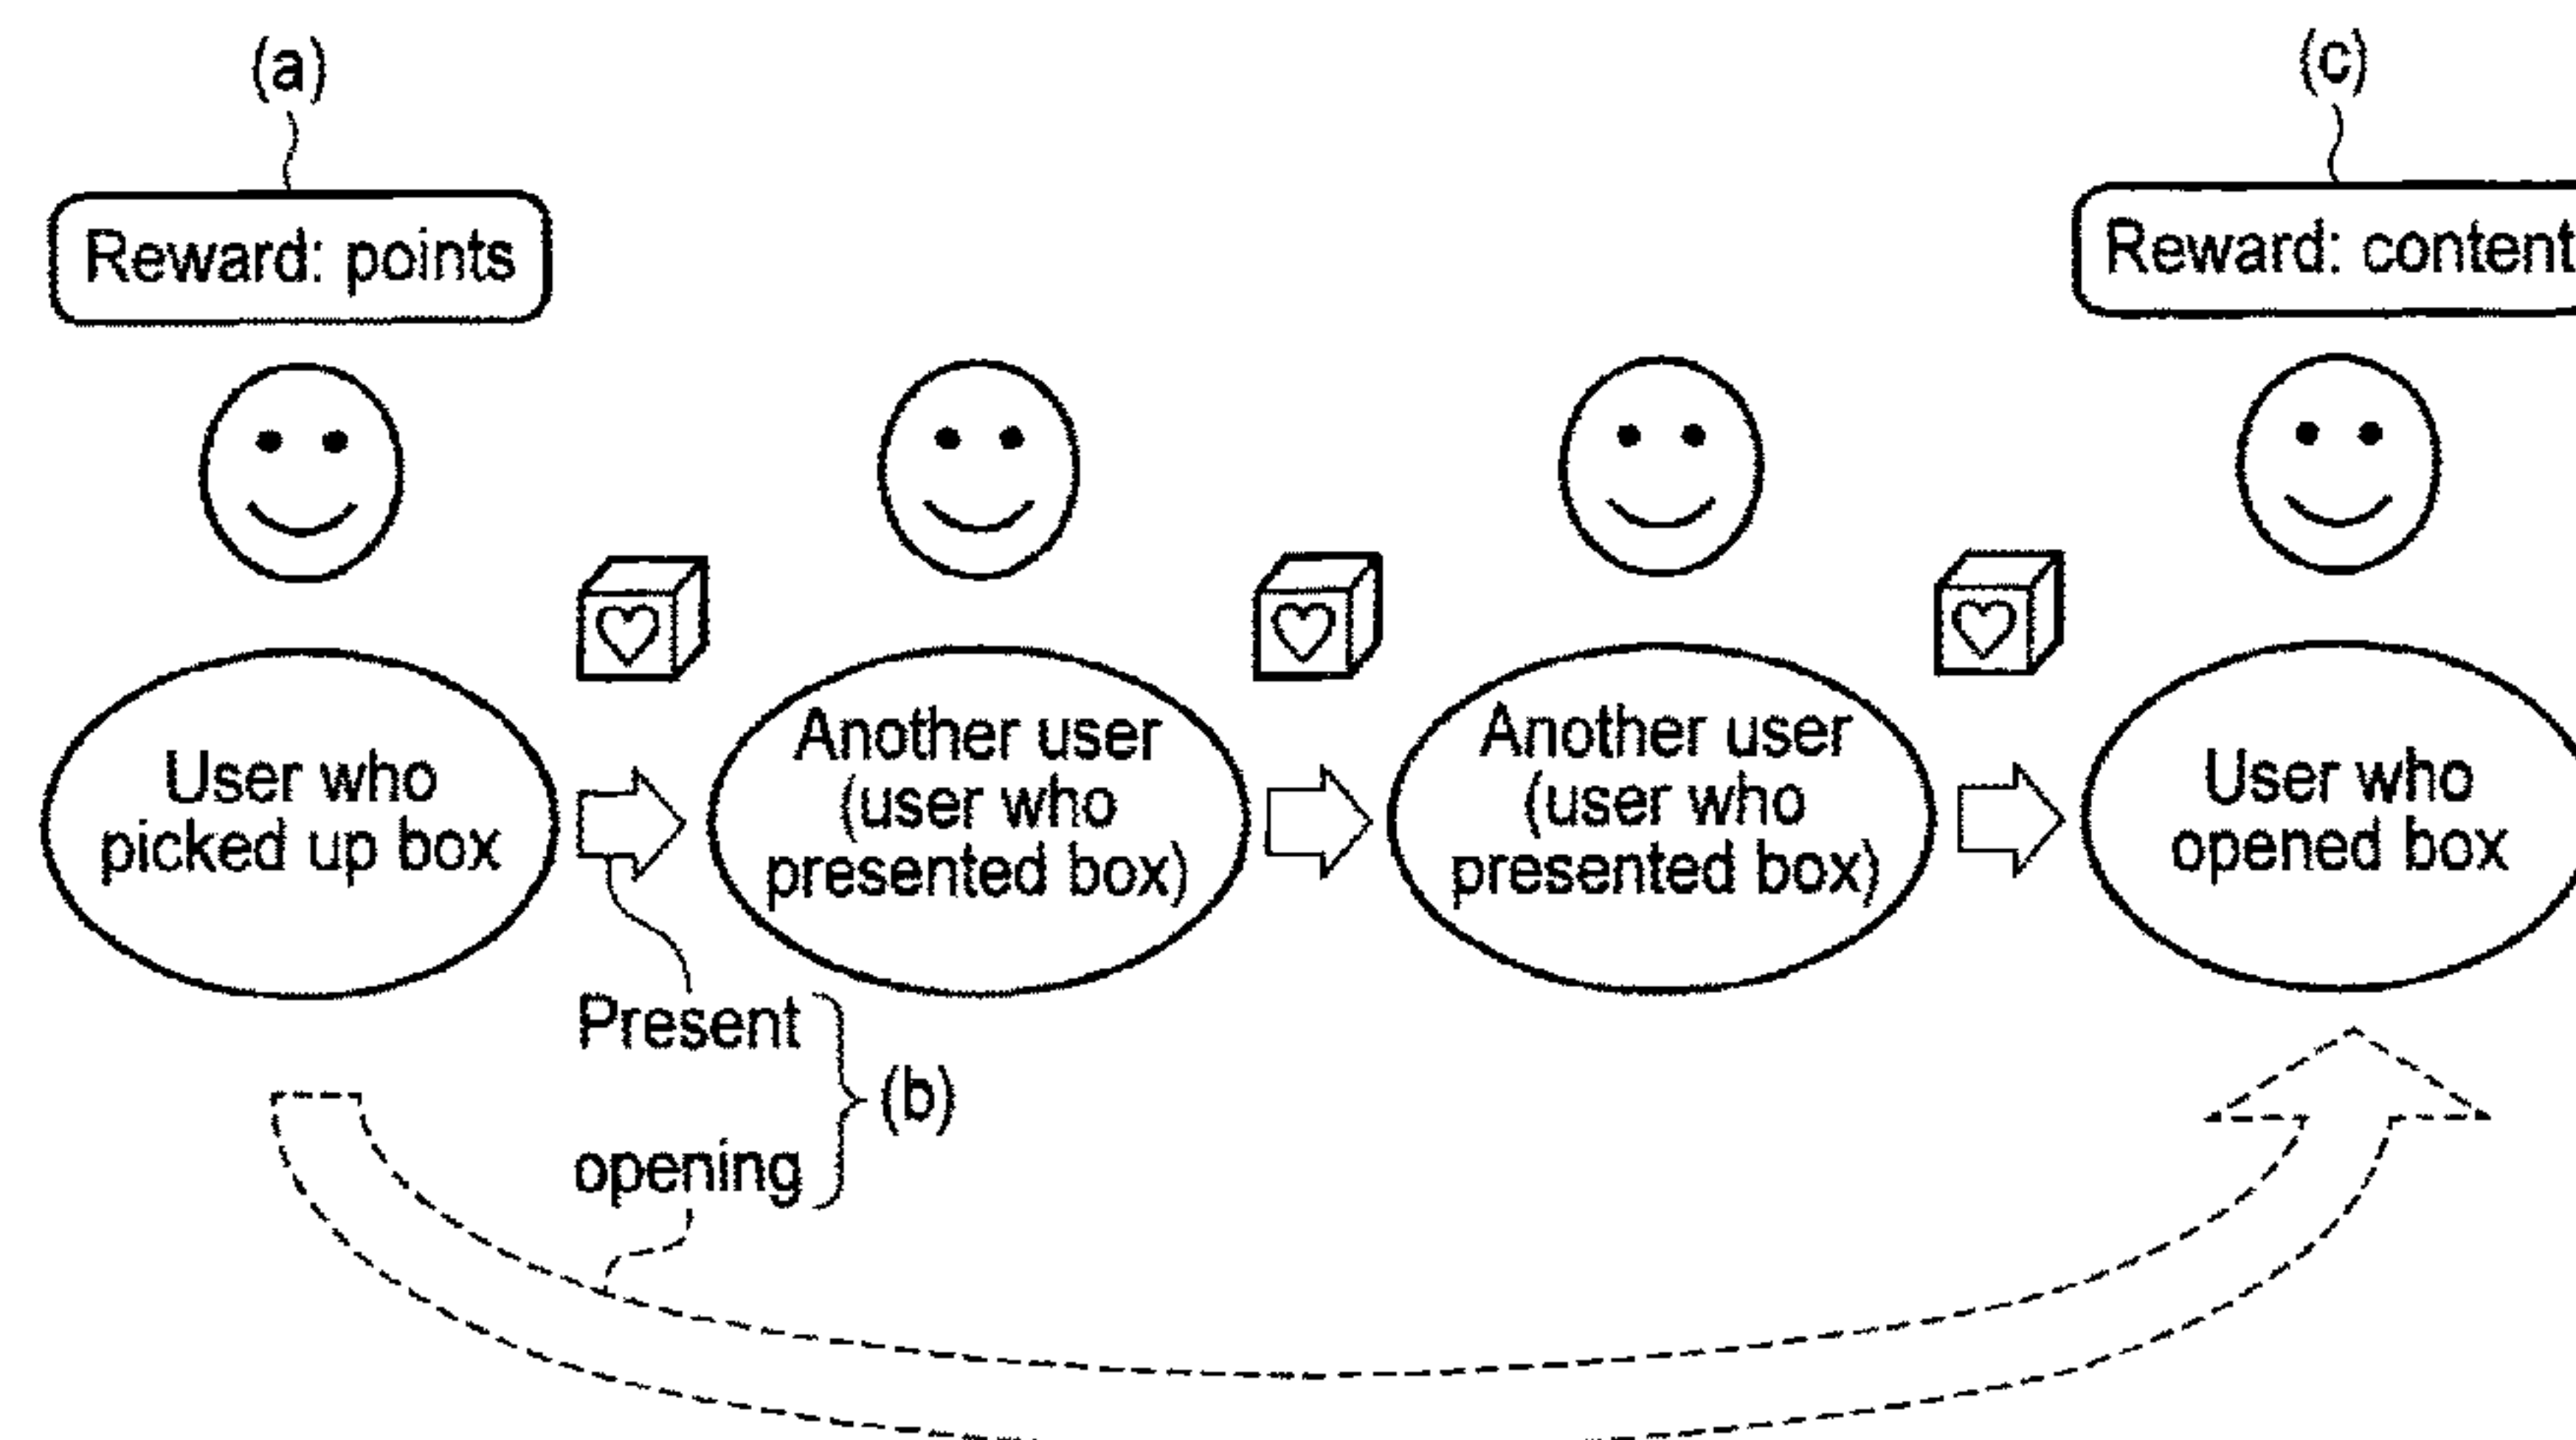 (a)
(c)
Reward: points
Reward: content
User who
picked up box
Another user
(user who
presented box)
Another user
(user who
presented box)
User who
opened box
Present
(b)
opening